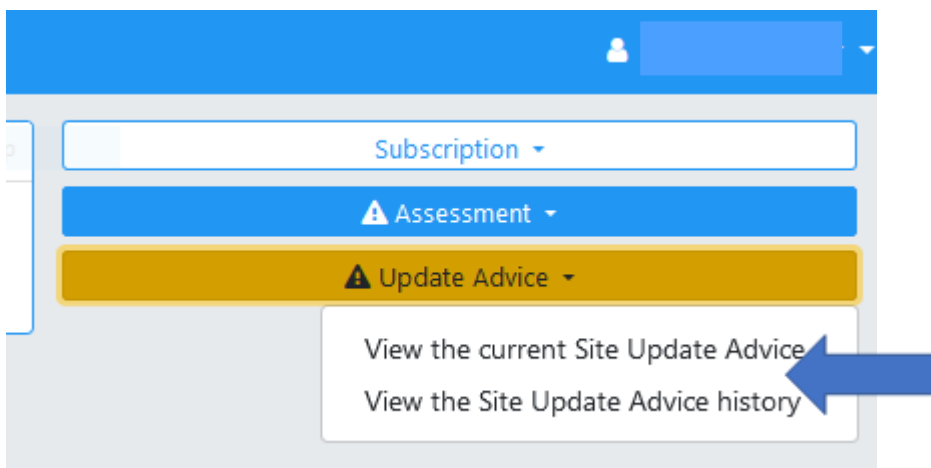 Subscription
Assessment
Update Advice
View the current Site Update Advice
View the Site Update Advice history